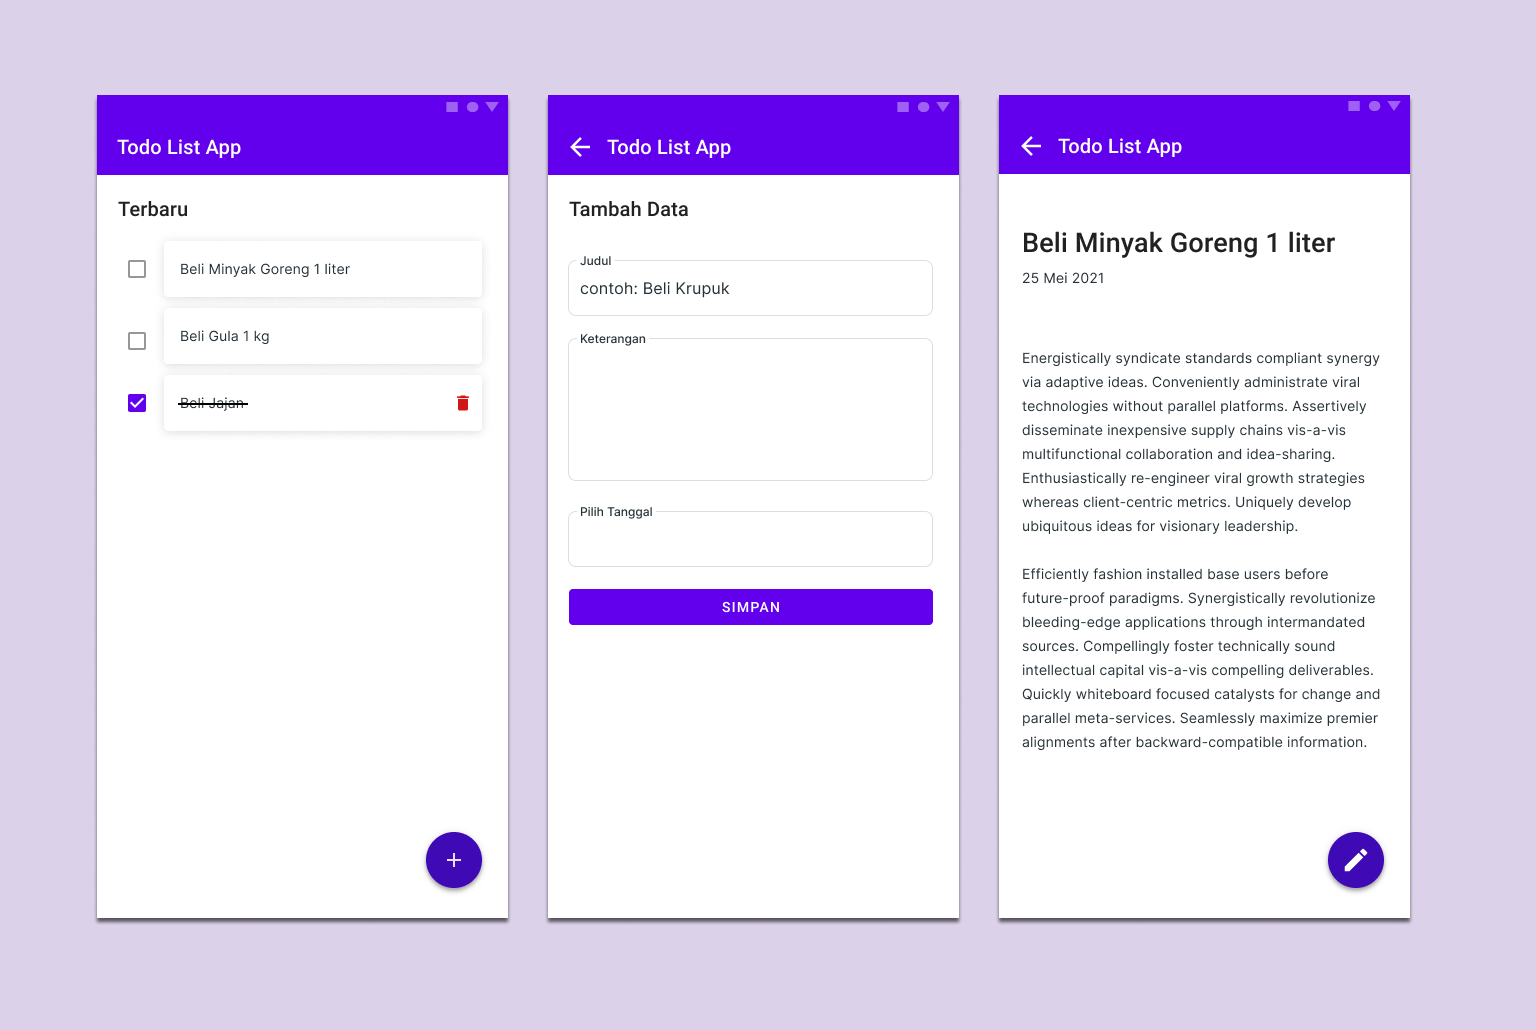 Todo List App
Terbaru
Beli Minyak Goreng 1 liter
Beli Gula 1 kg
Beli Jajan
Todo List App
Tambah Data
Judul
contoh: Beli Krupuk
Keterangan
Pilih Tanggal
SIMPAN
Todo List App
Beli Minyak Goreng 1 liter
25 Mei 2021
Energistically syndicate standards compliant synergy
via adaptive ideas. Conveniently administrate viral
technologies without parallel platforms. Assertively
disseminate inexpensive supply chains vis-a-vis
multifunctional collaboration and idea-sharing.
Enthusiastically re-engineer viral growth strategies
whereas client-centric metrics. Uniquely develop
ubiquitous ideas for visionary leadership.
Efficiently fashion installed base users before
future-proof paradigms. Synergistically revolutionize
bleeding-edge applications through intermandated
sources. Compellingly foster technically sound
intellectual capital vis-a-vis compelling deliverables.
Quickly whiteboard focused catalysts for change and
parallel meta-services. Seamlessly maximize premier
alignments after backward-compatible information.